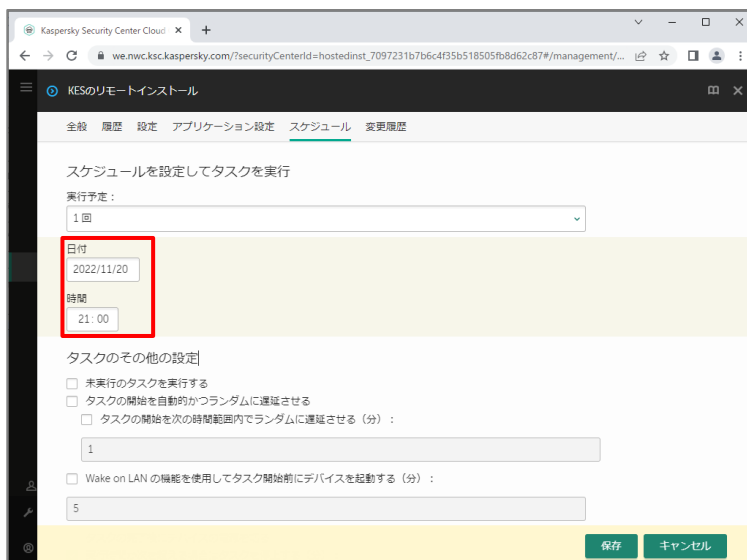 Kaspersky Security Center Cloud
we.nwc.ksc.kaspersky.com/?securityCenterId=hostedinst_7097231b7b6c4f35b518505fb8d62c87#/management/...
KESのリモートインストール
全般 履歴 設定 アプリケーション設定 スケジュール 変更履歴
スケジュールを設定してタスクを実行
実行予定：
1 回
日付
2022/11/20
時間
21: 00
タスクのその他の設定
未実行のタスクを実行する
タスクの開始を自動的かつランダムに遅延させる
タスクの開始を次の時間範囲内でランダムに遅延させる（分）：
1
Wake on LAN の機能を使用してタスク開始前にデバイスを起動する（分）：
5
保存 キャンセル